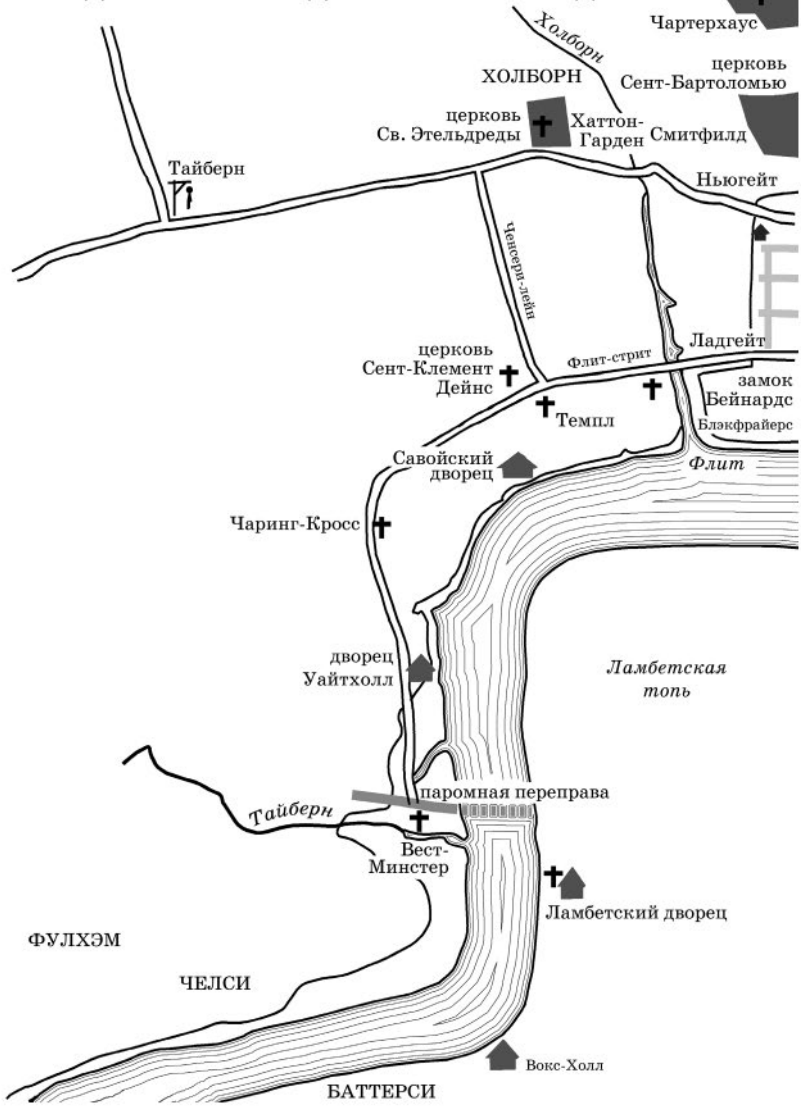 Чартерхаус
Холборн
церковь
Сент-Бартоломью
ХОЛБОРН
церковь
Св. Этельдреды
Хаттон-
Гарден
Смитфилд
Тайберн
Ньюгейт
Ченсери-лейн
Ладгейт
церковь
Сент-Клемент
Дейнс
Флит-стрит
замок
Бейнардс
Темпл
Блэкфрайерс
Савойский
дворец
Флит
Чаринг-Кросс
дворец
Уайтхолл
Ламбетская
топь
паромная переправа
Тайберн
Вест-
Минстер
Ламбетский дворец
ФУЛХЭМ
ЧЕЛСИ
Вокс-Холл
БАТТЕРСИ